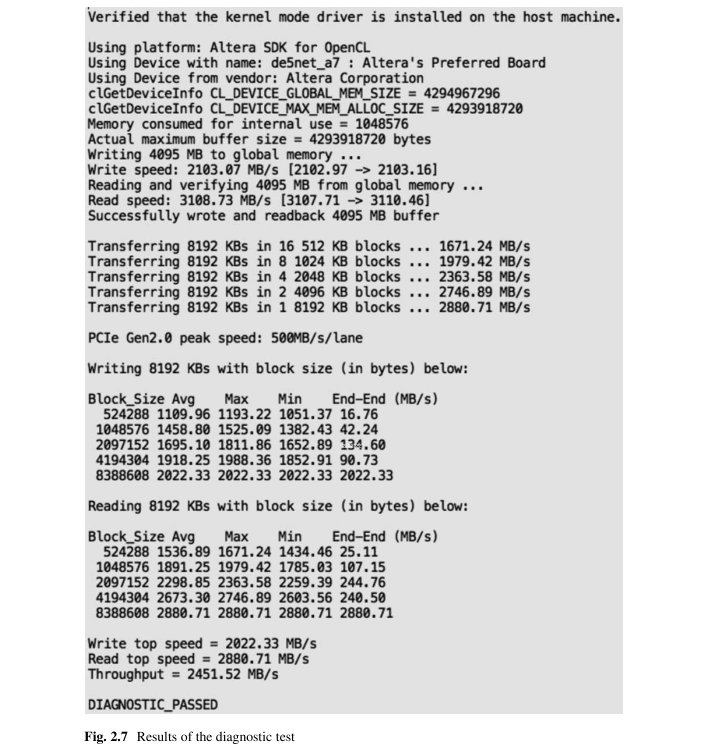 Verified that the kernel mode driver is installed on the host machine.
Using platform: Altera SDK for OpenCL
Using Device with name: de5net_a7 : Altera's Preferred Board
Using Device from vendor: Altera Corporation
clGetDeviceInfo CL_DEVICE_GLOBAL_MEM_SIZE = 4294967296
clGetDeviceInfo CL_DEVICE_MAX_MEM_ALLOC_SIZE = 4293918720
Memory consumed for internal use = 1048576
Actual maximum buffer size = 4293918720 bytes
Writing 4095 MB to global memory ...
Write speed: 2103.07 MB/s [2102.97 -> 2103.16]
Reading and verifying 4095 MB from global memory ...
Read speed: 3108.73 MB/s [3107.71 -> 3110.46]
Successfully wrote and readback 4095 MB buffer
Transferring 8192 KBs in 16 512 KB blocks ... 1671.24 MB/s
Transferring 8192 KBs in 8 1024 KB blocks ... 1979.42 MB/s
Transferring 8192 KBs in 4 2048 KB blocks ... 2363.58 MB/s
Transferring 8192 KBs in 2 4096 KB blocks ... 2746.89 MB/s
Transferring 8192 KBs in 1 8192 KB blocks ... 2880.71 MB/s
PCIe Gen2.0 peak speed: 500MB/s/lane
Writing 8192 KBs with block size (in bytes) below:
Block_Size Avg Max Min End-End (MB/s)
524288 1109.96 1193.22 1051.37 16.76
1048576 1458.80 1525.09 1382.43 42.24
2097152 1695.10 1811.86 1652.89 134.60
4194304 1918.25 1988.36 1852.91 90.73
8388608 2022.33 2022.33 2022.33 2022.33
Reading 8192 KBs with block size (in bytes) below:
Block_Size Avg Max Min End-End (MB/s)
524288 1536.89 1671.24 1434.46 25.11
1048576 1891.25 1979.42 1785.03 107.15
2097152 2298.85 2363.58 2259.39 244.76
4194304 2673.30 2746.89 2603.56 240.50
8388608 2880.71 2880.71 2880.71 2880.71
Write top speed = 2022.33 MB/s
Read top speed = 2880.71 MB/s
Throughput = 2451.52 MB/s
DIAGNOSTIC_PASSED
Fig. 2.7 Results of the diagnostic test